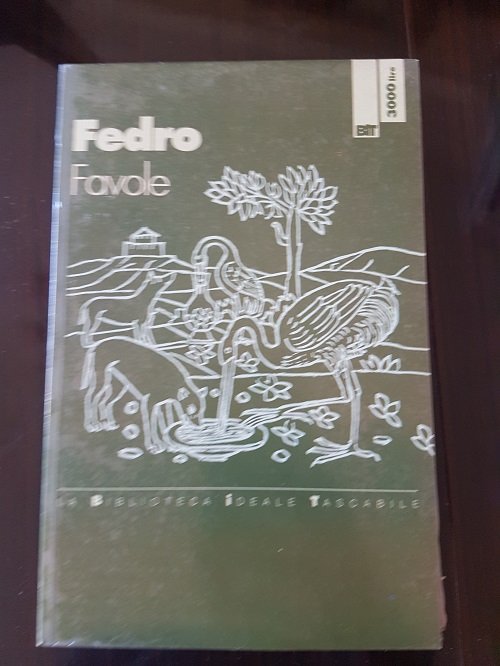 Fedro
Favole
BIT
3000 lire
LA BIBLIOTECA IDEALE TASCABILE